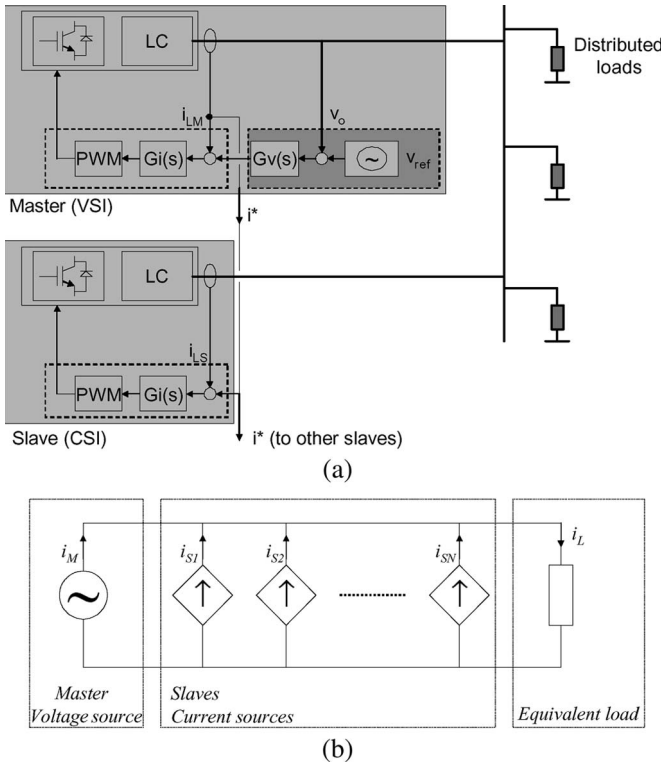 LC
Distributed
loads
i_LM
v_o
PWM
Gi(s)
Gv(s)
~
v_ref
Master (VSI)
i*
LC
i_LS
PWM
Gi(s)
Slave (CSI)
i* (to other slaves)
(a)
i_M
i_S1
i_S2
i_SN
i_L
~
Master
Voltage source
Slaves
Current sources
Equivalent load
(b)